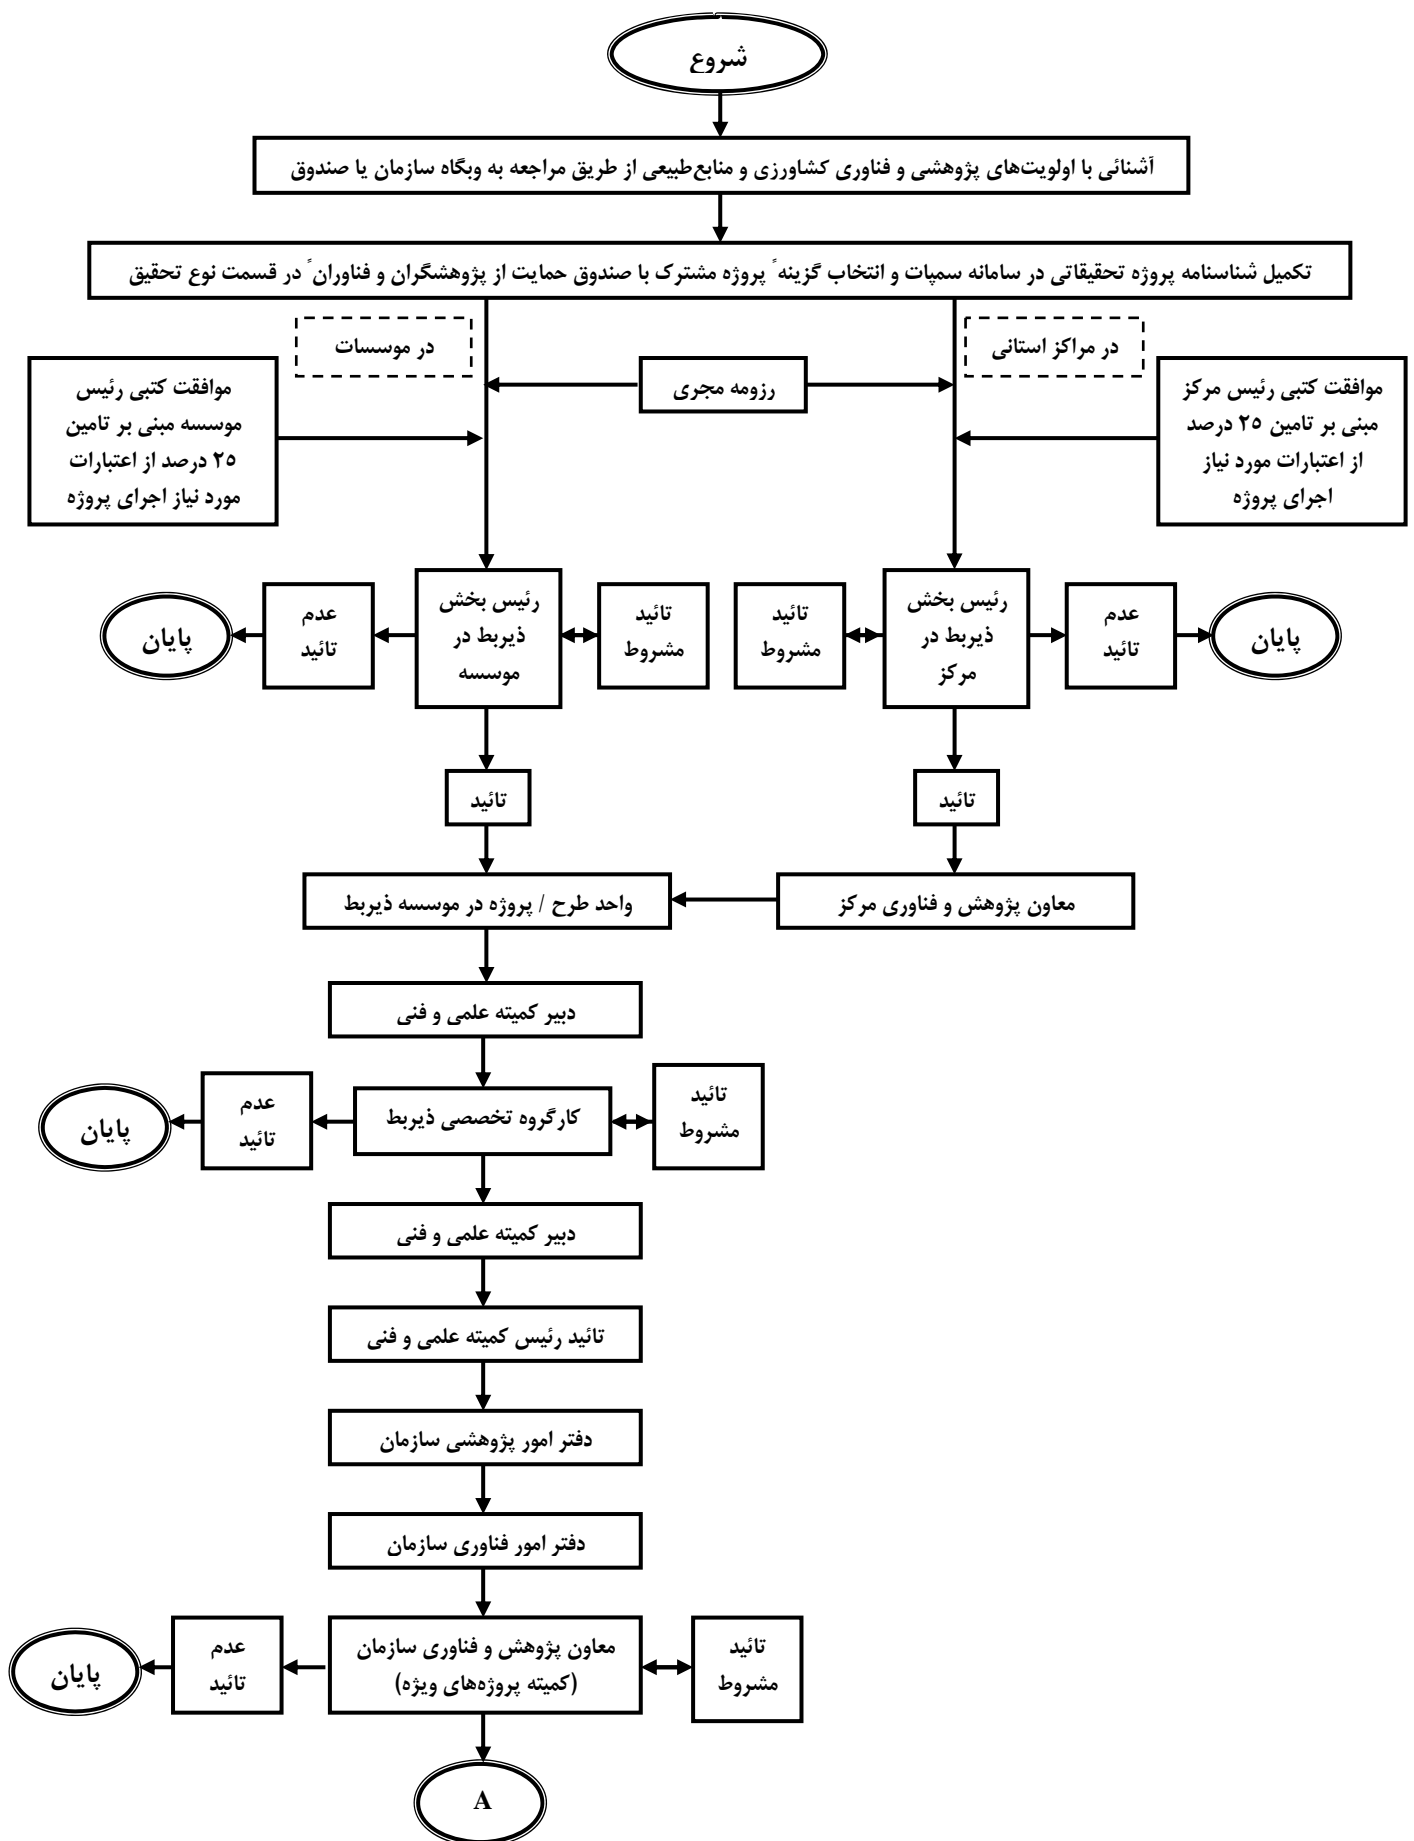 شروع
آشنائی با اولویت‌های پژوهشی و فناوری کشاورزی و منابع‌طبیعی از طریق مراجعه به وبگاه سازمان یا صندوق
تکمیل شناسنامه پروژه تحقیقاتی در سامانه سمپات و انتخاب گزینه ً پروژه مشترک با صندوق حمایت از پژوهشگران و فناوران ً در قسمت نوع تحقیق
در مراکز استانی
در موسسات
رزومه مجری
موافقت کتبی رئیس مرکز
مبنی بر تامین ۲۵ درصد
از اعتبارات مورد نیاز
اجرای پروژه
موافقت کتبی رئیس
موسسه مبنی بر تامین
۲۵ درصد از اعتبارات
مورد نیاز اجرای پروژه
پایان
عدم
تائید
رئیس بخش
ذیربط در
مرکز
تائید
مشروط
تائید
مشروط
رئیس بخش
ذیربط در
موسسه
عدم
تائید
پایان
تائید
تائید
معاون پژوهش و فناوری مرکز
واحد طرح / پروژه در موسسه ذیربط
دبیر کمیته علمی و فنی
تائید
مشروط
کارگروه تخصصی ذیربط
عدم
تائید
پایان
دبیر کمیته علمی و فنی
تائید رئیس کمیته علمی و فنی
دفتر امور پژوهشی سازمان
دفتر امور فناوری سازمان
تائید
مشروط
معاون پژوهش و فناوری سازمان
(کمیته پروژه‌های ویژه)
عدم
تائید
پایان
A